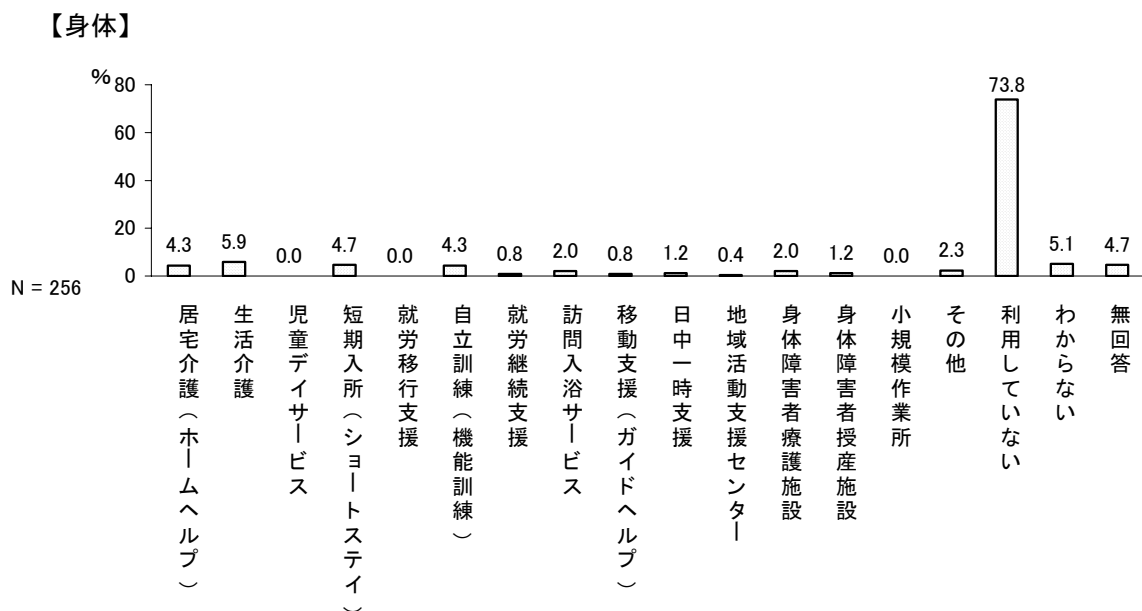 【身体】
%
80
60
40
20
0
4.3
5.9
0.0
4.7
0.0
4.3
0.8
2.0
0.8
1.2
0.4
2.0
1.2
0.0
2.3
73.8
5.1
4.7
N = 256
居宅介護（ホームヘルプ）
生活介護
児童デイサービス
短期入所（ショートステイ）
就労移行支援
自立訓練（機能訓練）
就労継続支援
訪問入浴サービス
移動支援（ガイドヘルプ）
日中一時支援
地域活動支援センター
身体障害者療護施設
身体障害者授産施設
小規模作業所
その他
利用していない
わからない
無回答